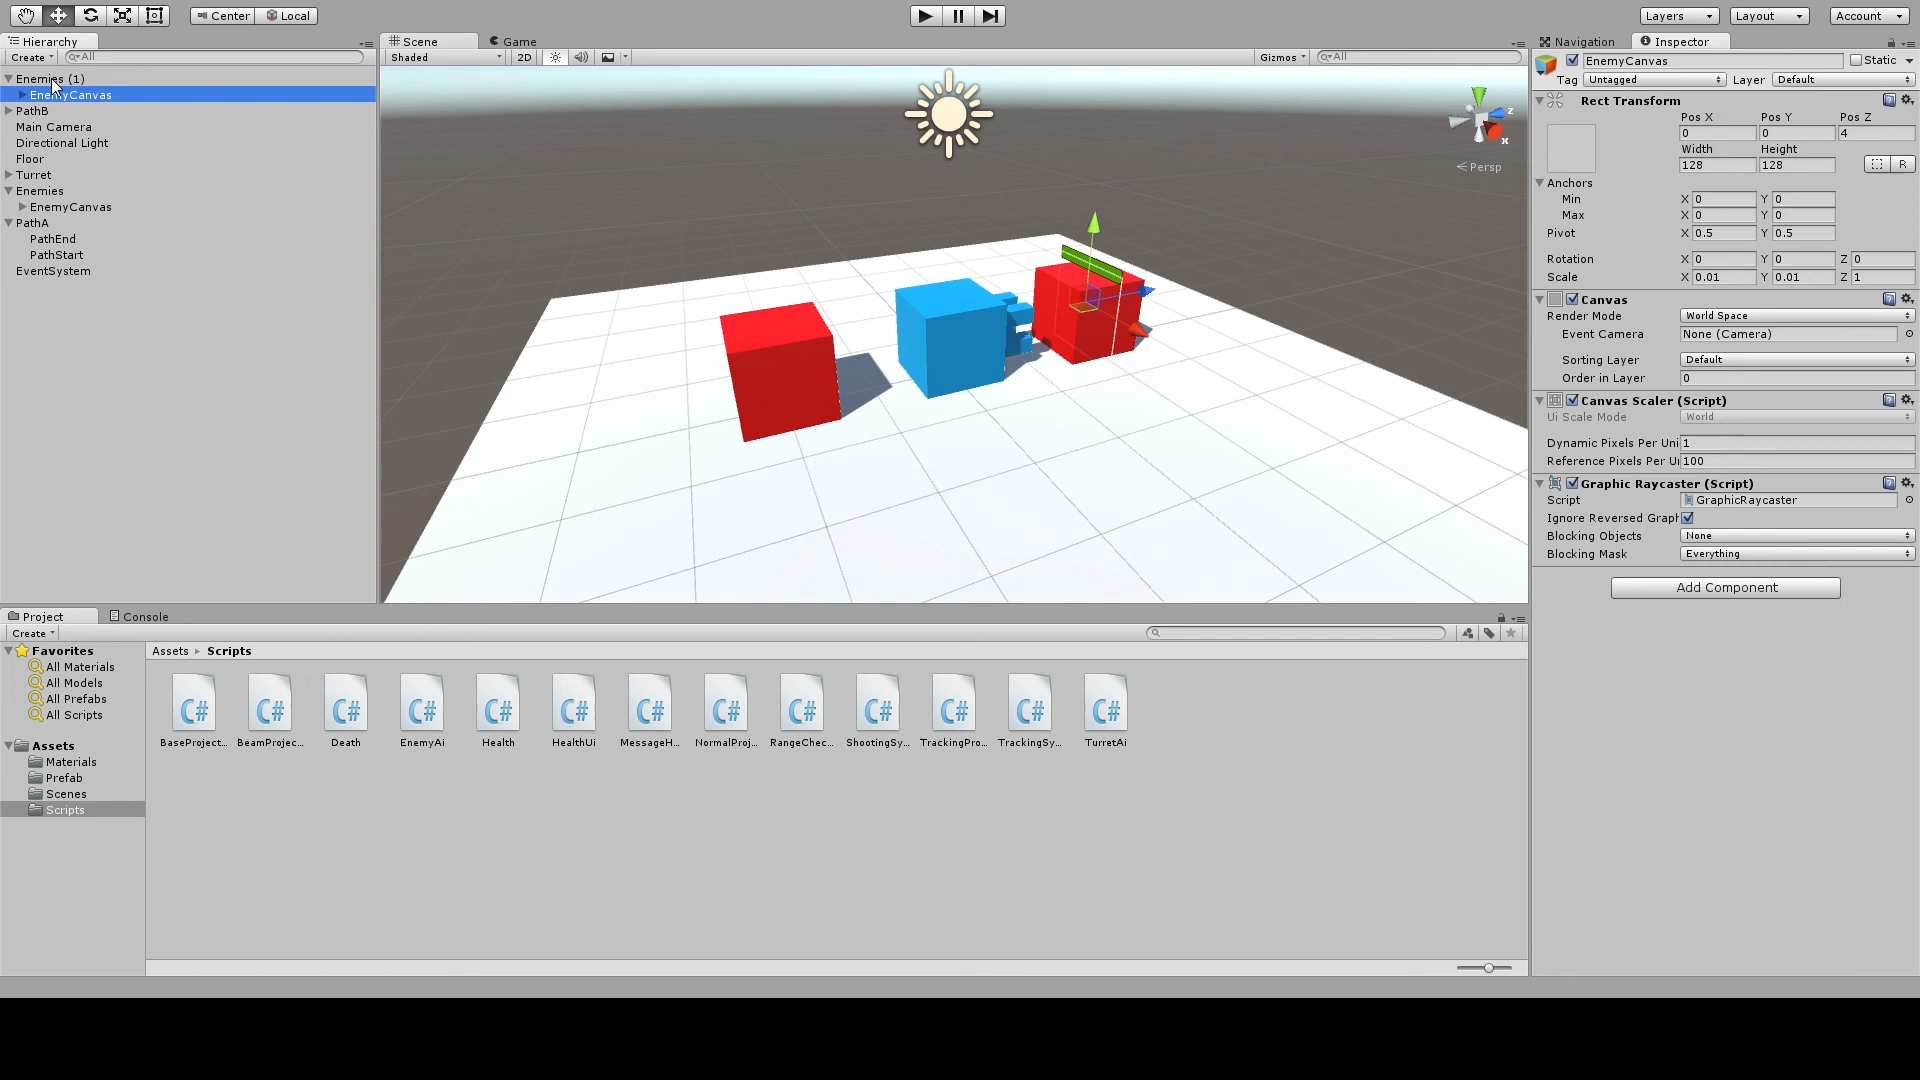 Center Local
Layers Layout Account
Hierarchy
Create All
Enemies (1)
EnemyCanvas
PathB
Main Camera
Directional Light
Floor
Turret
Enemies
EnemyCanvas
PathA
PathEnd
PathStart
EventSystem
Scene Game
Shaded 2D Gizmos All
z
x
Persp
Navigation Inspector
EnemyCanvas Static
Tag Untagged Layer Default
Rect Transform
Pos X Pos Y Pos Z
0 0 4
Width Height
128 128 R
Anchors
Min X 0 Y 0
Max X 0 Y 0
Pivot X 0.5 Y 0.5
Rotation X 0 Y 0 Z 0
Scale X 0.01 Y 0.01 Z 1
Canvas
Render Mode World Space
Event Camera None (Camera)
Sorting Layer Default
Order in Layer 0
Canvas Scaler (Script)
Ui Scale Mode World
Dynamic Pixels Per Uni 1
Reference Pixels Per U 100
Graphic Raycaster (Script)
Script GraphicRaycaster
Ignore Reversed Graph
Blocking Objects None
Blocking Mask Everything
Add Component
Project Console
Create
Favorites
All Materials
All Models
All Prefabs
All Scripts
Assets
Materials
Prefab
Scenes
Scripts
Assets Scripts
C# C# C# C# C# C# C# C# C# C# C# C# C#
BaseProject... BeamProjec... Death EnemyAi Health HealthUi MessageH... NormalProj... RangeChec... ShootingSy... TrackingPro... TrackingSy... TurretAi